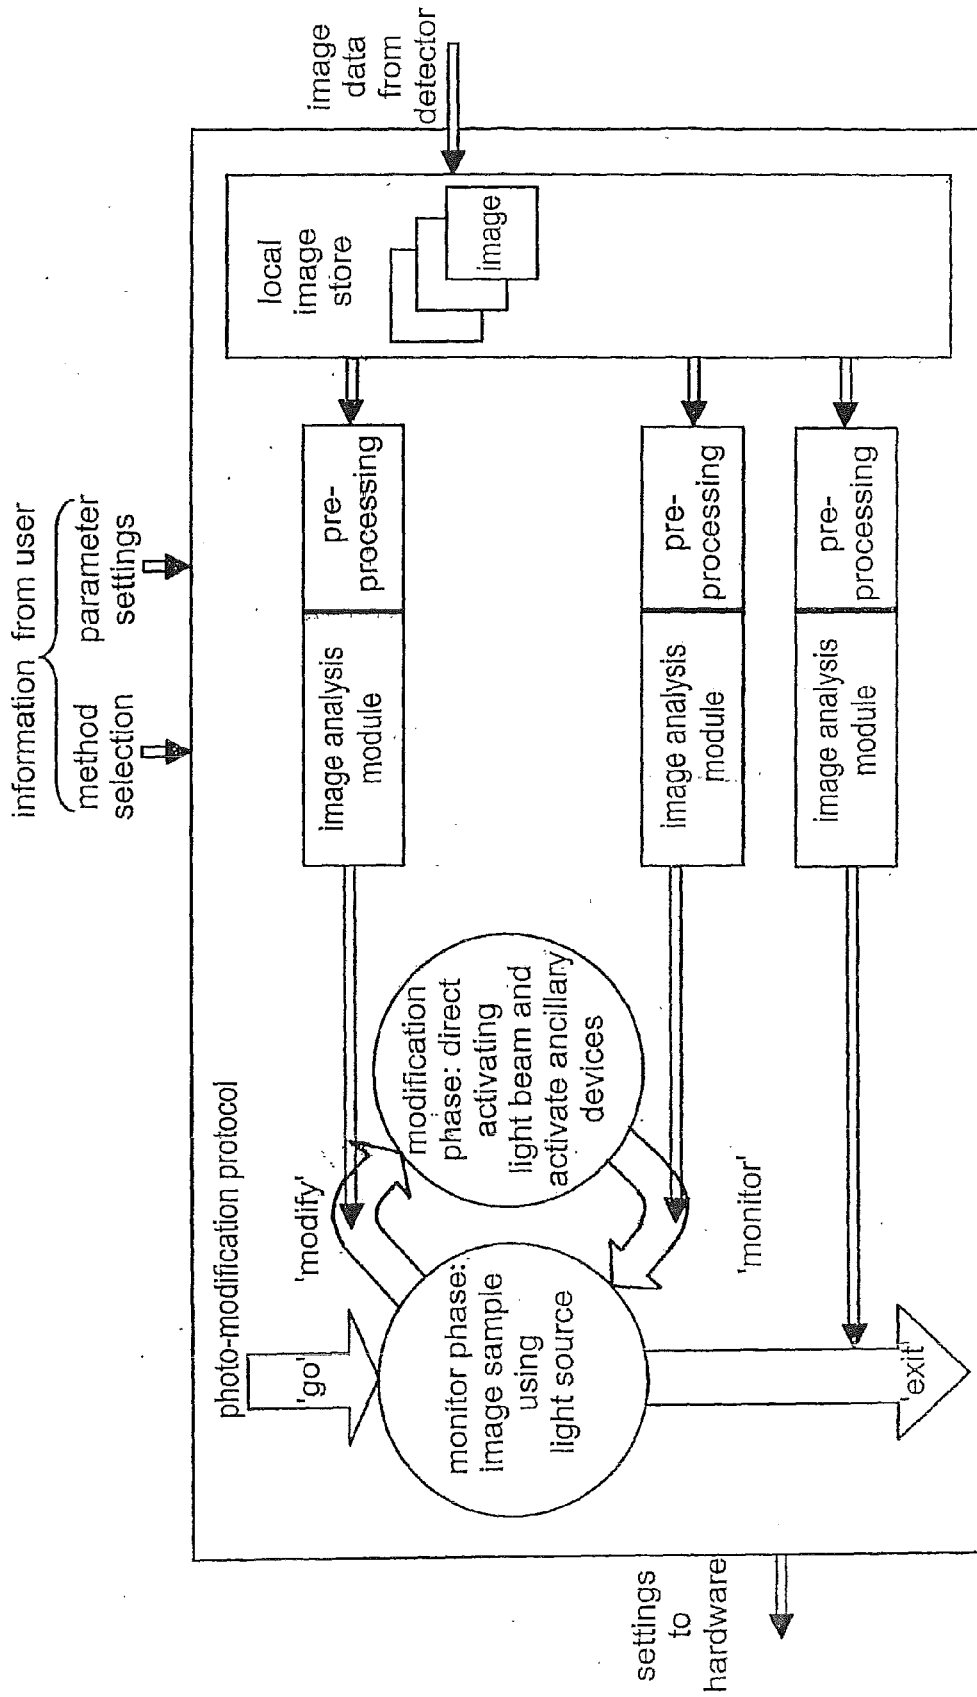 information from user
method
selection
parameter
settings
photo-modification protocol
'go'
monitor phase:
image sample
using
light source
'modify'
modification
phase: direct
activating
light beam and
activate ancillary
devices
'monitor'
'exit'
image analysis
module
pre-
processing
image analysis
module
pre-
processing
image analysis
module
pre-
processing
local
image
store
image
image
data
from
detector
settings
to
hardware